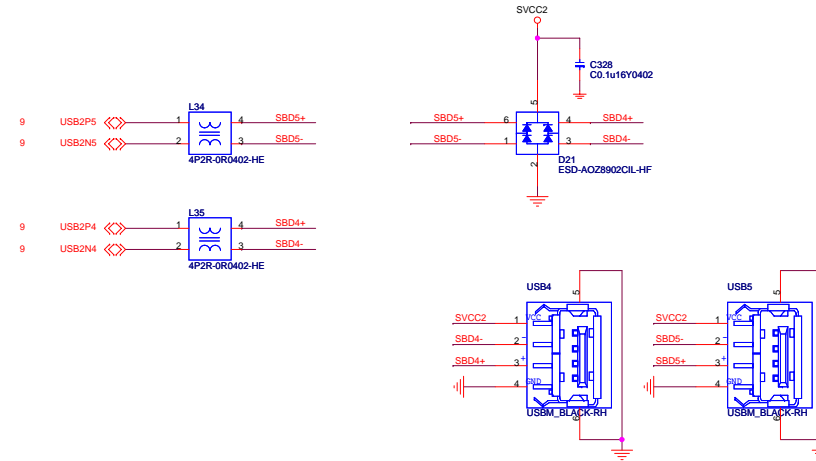 SVCC2
C328
C0.1u16Y0402
5
L34
9 USB2P5 1 4 SBD5+
9 USB2N5 2 3 SBD5-
4P2R-0R0402-HE
SBD5+ 6 4 SBD4+
SBD5- 1 3 SBD4-
D21
2
ESD-AOZ8902CIL-HF
L35
9 USB2P4 1 4 SBD4+
9 USB2N4 2 3 SBD4-
4P2R-0R0402-HE
USB4
5
SVCC2 1 VCC
SBD4- 2 -
SBD4+ 3 +
4 GND
USBM_BLACK-RH
6
USB5
5
SVCC2 1 VCC
SBD5- 2 -
SBD5+ 3 +
4 GND
USBM_BLACK-RH
6